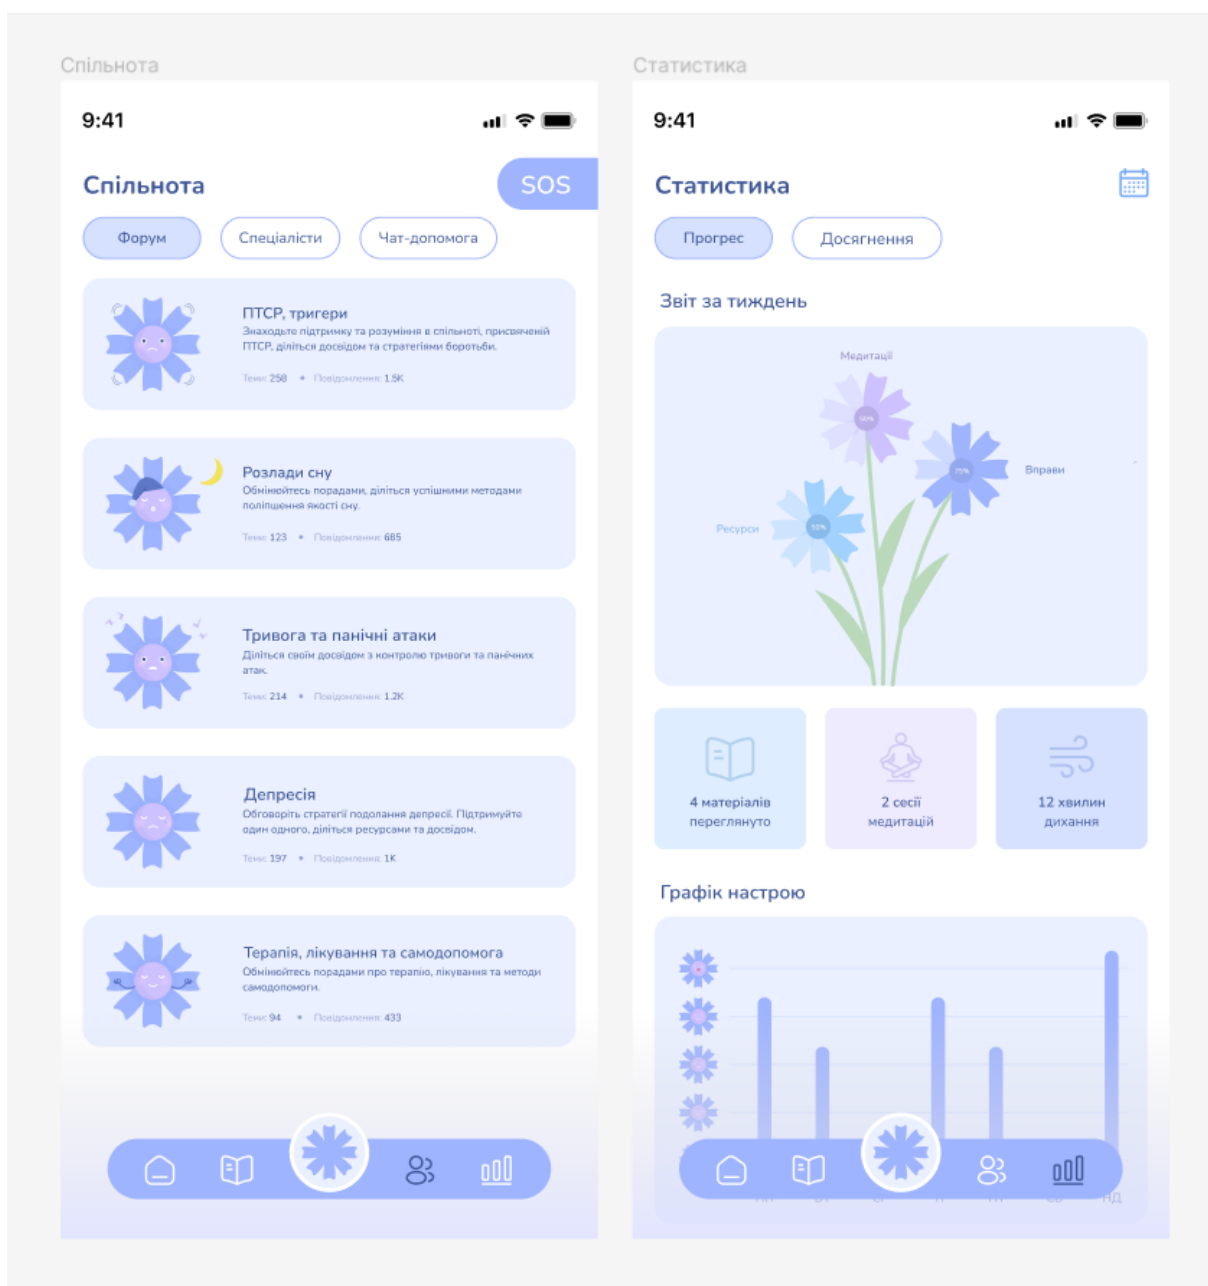 Спільнота
9:41
Спільнота
SOS
Форум
Спеціалісти
Чат-допомога
ПТСР, тригери
Знаходьте підтримку та розуміння в спільноті, присвяченій
ПТСР, діліться досвідом та стратегіями боротьби.
Теми: 258 • Повідомлення: 1.5K
Розлади сну
Обмінюйтесь порадами, діліться успішними методами
поліпшення якості сну.
Теми: 123 • Повідомлення: 685
Тривога та панічні атаки
Діліться своїм досвідом з контролю тривоги та панічних
атак.
Теми: 214 • Повідомлення: 1.2K
Депресія
Обговоріть стратегії подолання депресії. Підтримуйте
один одного, діліться ресурсами та досвідом.
Теми: 197 • Повідомлення: 1K
Терапія, лікування та самодопомога
Обмінюйтесь порадами про терапію, лікування та методи
самодопомоги.
Теми: 94 • Повідомлення: 433
Статистика
9:41
Статистика
Прогрес
Досягнення
Звіт за тиждень
Медитації
Вправи
75%
Ресурси
50%
4 матеріалів
переглянуто
2 сесії
медитацій
12 хвилин
дихання
Графік настрою
НД